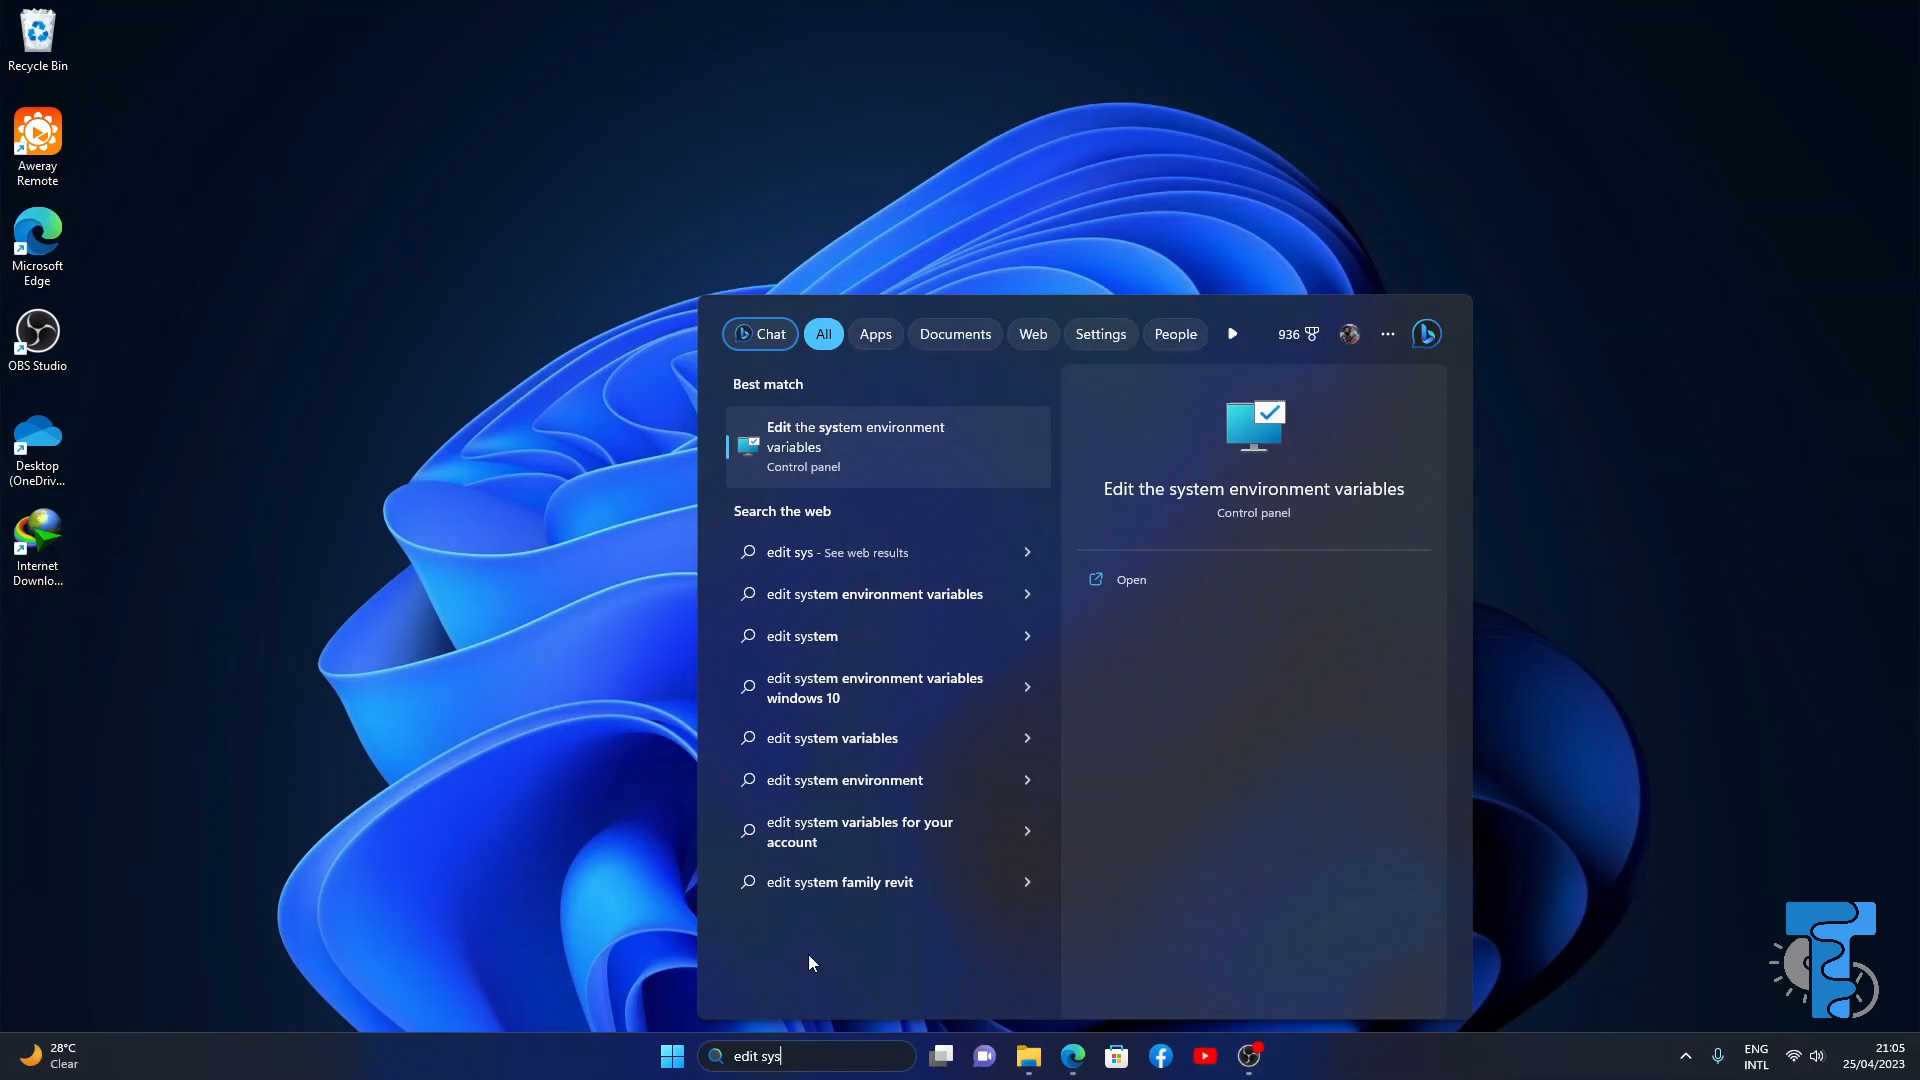 Recycle Bin
Aweray
Remote
Microsoft
Edge
OBS Studio
Desktop
(OneDriv...
Internet
Downlo...
Chat
All
Apps
Documents
Web
Settings
People
936
Best match
Edit the system environment
variables
Control panel
Search the web
edit sys - See web results
edit system environment variables
edit system
edit system environment variables
windows 10
edit system variables
edit system environment
edit system variables for your
account
edit system family revit
Edit the system environment variables
Control panel
Open
28°C
Clear
edit sys
ENG
INTL
21:05
25/04/2023